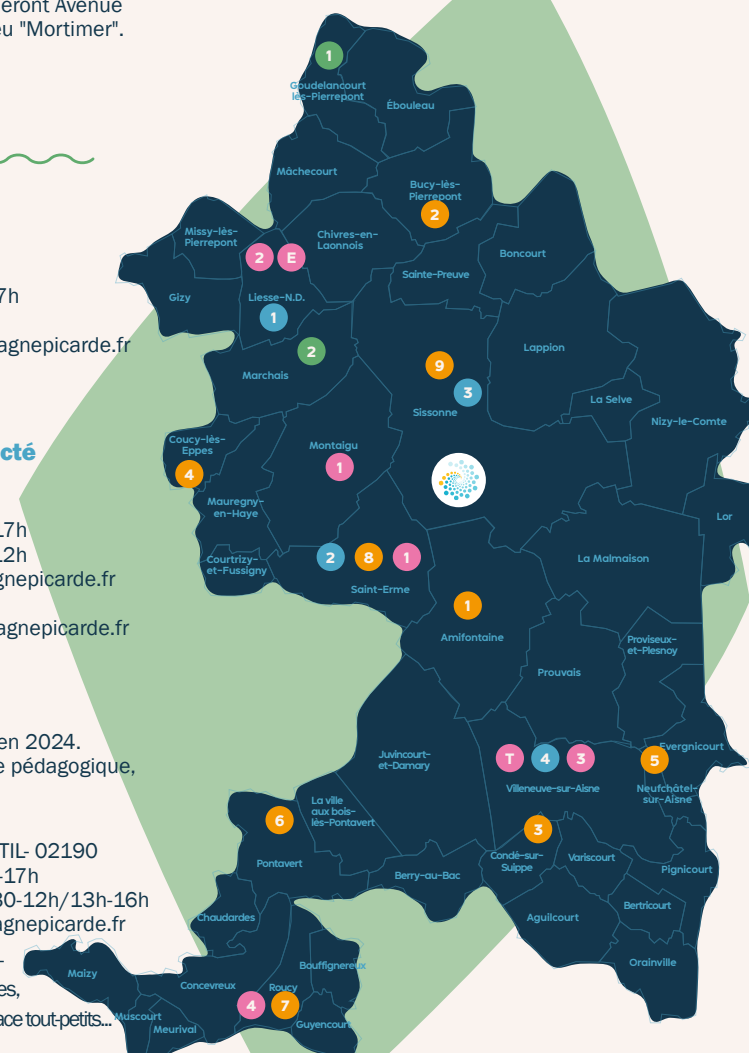 eront Avenue
eu "Mortimer".
7h
agnepicarde.fr
cté
17h
12h
gnepicarde.fr
agnepicarde.fr
en 2024.
e pédagogique,
TIL- 02190
-17h
30-12h/13h-16h
agnepicarde.fr
-
es,
ace tout-petits...
1
Goudelancourt
lès-Pierrepont
Ébouleau
Mâchecourt
Bucy-lès-
Pierrepont
2
Missy-lès-
Pierrepont
Chivres-en-
Laonnois
2 E
Boncourt
Sainte-Preuve
Gizy
Liesse-N.D.
1
Lappion
2
Marchais
9
3
Sissonne
La Selve
Nizy-le-Comte
Coucy-lès-
Eppes
4
Montaigu
1
Mauregny-
en-Haye
Lor
Courtrizy-
et-Fussigny
2 8 1
Saint-Erme
La Malmaison
1
Amifontaine
Proviseux-
et-Plesnoy
Prouvais
Juvincourt-
et-Damary
T 4 3
Villeneuve-sur-Aisne
Evergnicourt
5
Neufchâtel-
sur-Aisne
La ville
aux bois-
lès-Pontavert
6
Pontavert
3
Condé-sur-
Suippe
Variscourt
Pignicourt
Berry-au-Bac
Bertricourt
Chaudardes
Aguilcourt
Orainville
Bouffignereux
Maizy
Concevreux
Roucy
4 7
Muscourt
Meurival
Guyencourt